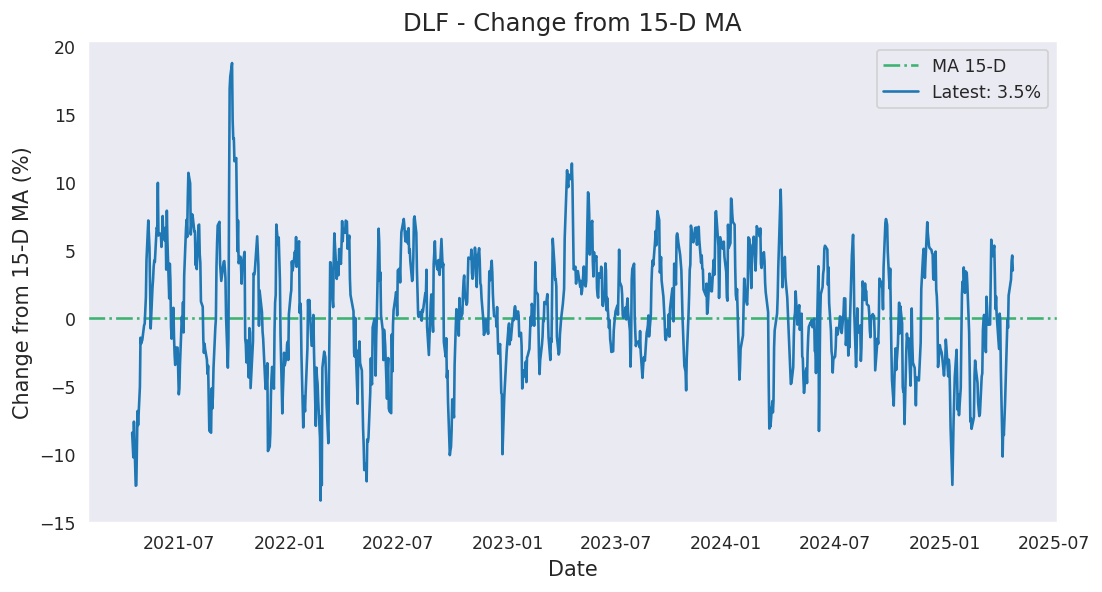 DLF - Change from 15-D MA
20
15
10
5
0
−5
−10
−15
Change from 15-D MA (%)
MA 15-D
Latest: 3.5%
2021-07 2022-01 2022-07 2023-01 2023-07 2024-01 2024-07 2025-01 2025-07
Date